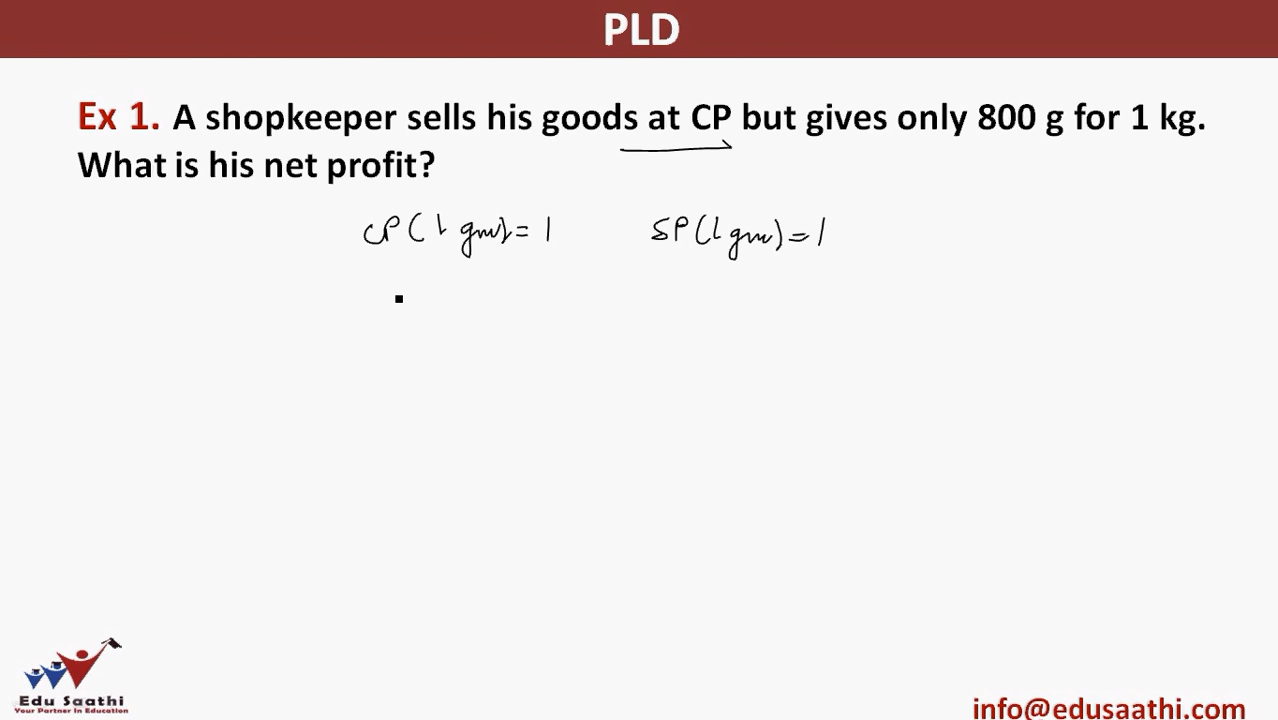 PLD
Ex 1. A shopkeeper sells his goods at CP but gives only 800 g for 1 kg.
What is his net profit?
CP(1 gm)=1 SP(1 gm)=1
Edu Saathi
Your Partner In Education
info@edusaathi.com